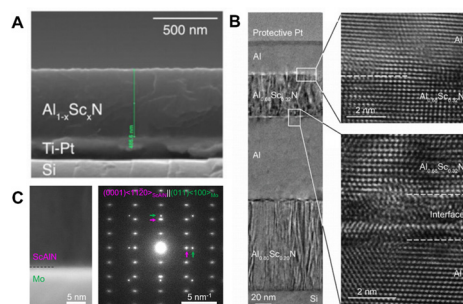 A
500 nm
Al1-xScxN
Ti-Pt
Si
B
Protective Pt
Al
Al0.68Sc0.32N
Al
Al0.80Sc0.20N
Si
20 nm
Al
Al0.68Sc0.32N
2 nm
Al0.68Sc0.32N
Interface
Al
2 nm
C
ScAlN
Mo
5 nm
5 nm-1